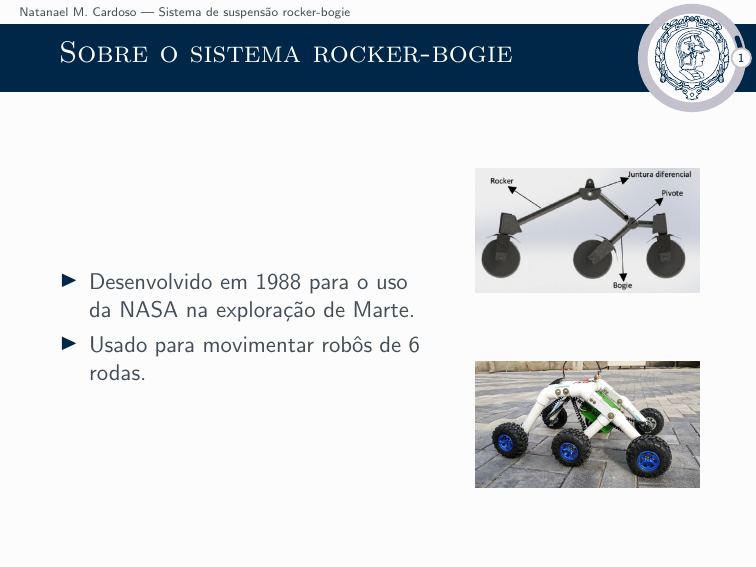 Natanael M. Cardoso — Sistema de suspensão rocker-bogie
Sobre o sistema rocker-bogie
1
▶ Desenvolvido em 1988 para o uso
da NASA na exploração de Marte.
▶ Usado para movimentar robôs de 6
rodas.
Rocker
Juntura diferencial
Pivote
Bogie